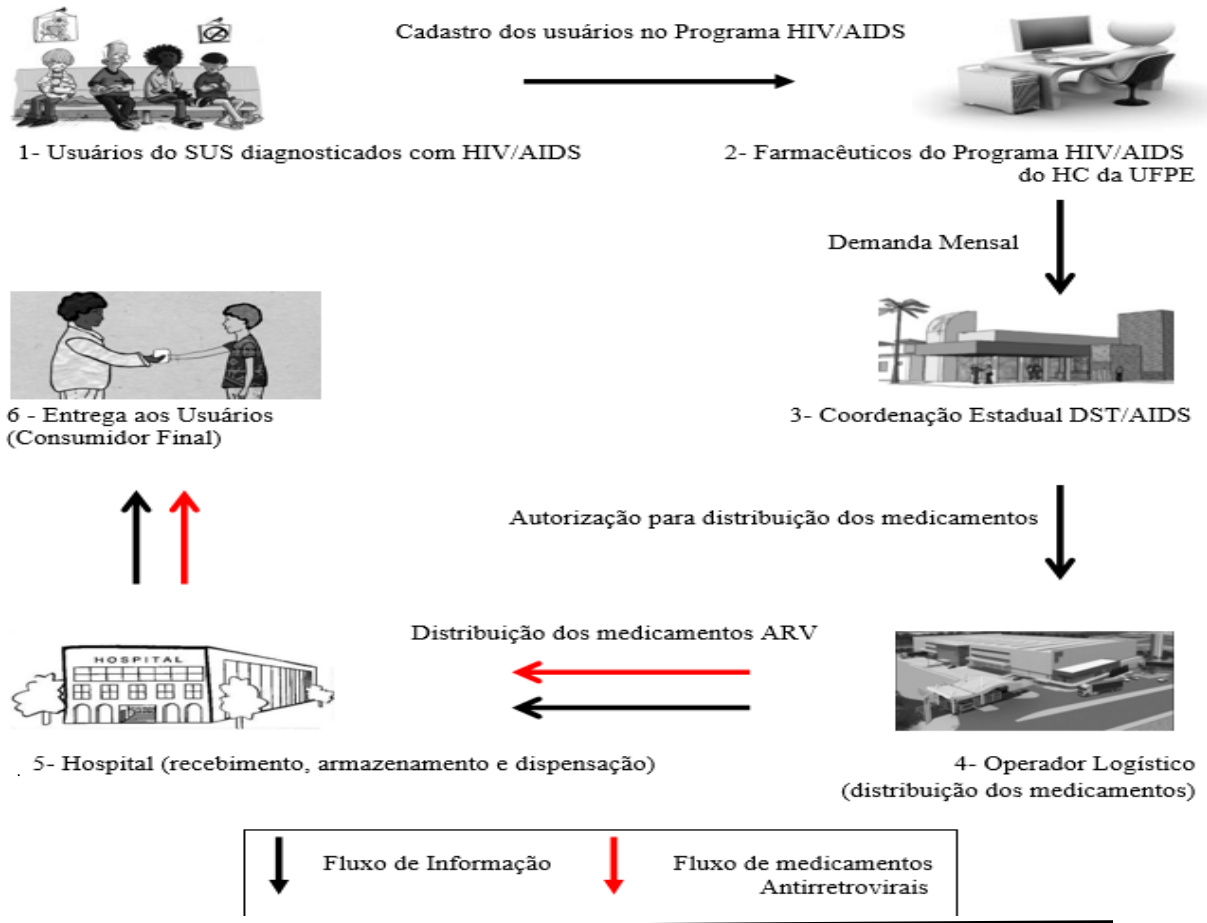 Cadastro dos usuários no Programa HIV/AIDS
1- Usuários do SUS diagnosticados com HIV/AIDS
2- Farmacêuticos do Programa HIV/AIDS
do HC da UFPE
Demanda Mensal
3- Coordenação Estadual DST/AIDS
6 - Entrega aos Usuários
(Consumidor Final)
Autorização para distribuição dos medicamentos
Distribuição dos medicamentos ARV
HOSPITAL
5- Hospital (recebimento, armazenamento e dispensação)
4- Operador Logístico
(distribuição dos medicamentos)
Fluxo de Informação
Fluxo de medicamentos
Antirretrovirais